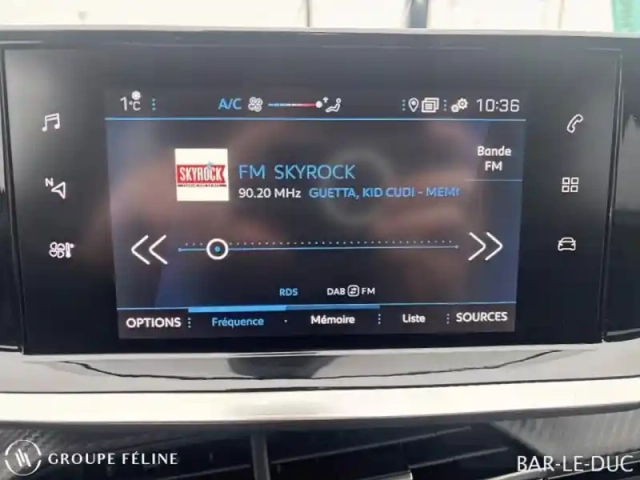 1°C A/C 10:36
Bande
FM
SKYROCK
FM SKYROCK
90.20 MHz GUETTA, KID CUDI - MEM
N
RDS DAB FM
OPTIONS Fréquence Mémoire Liste SOURCES
GROUPE FÉLINE BAR-LE-DUC